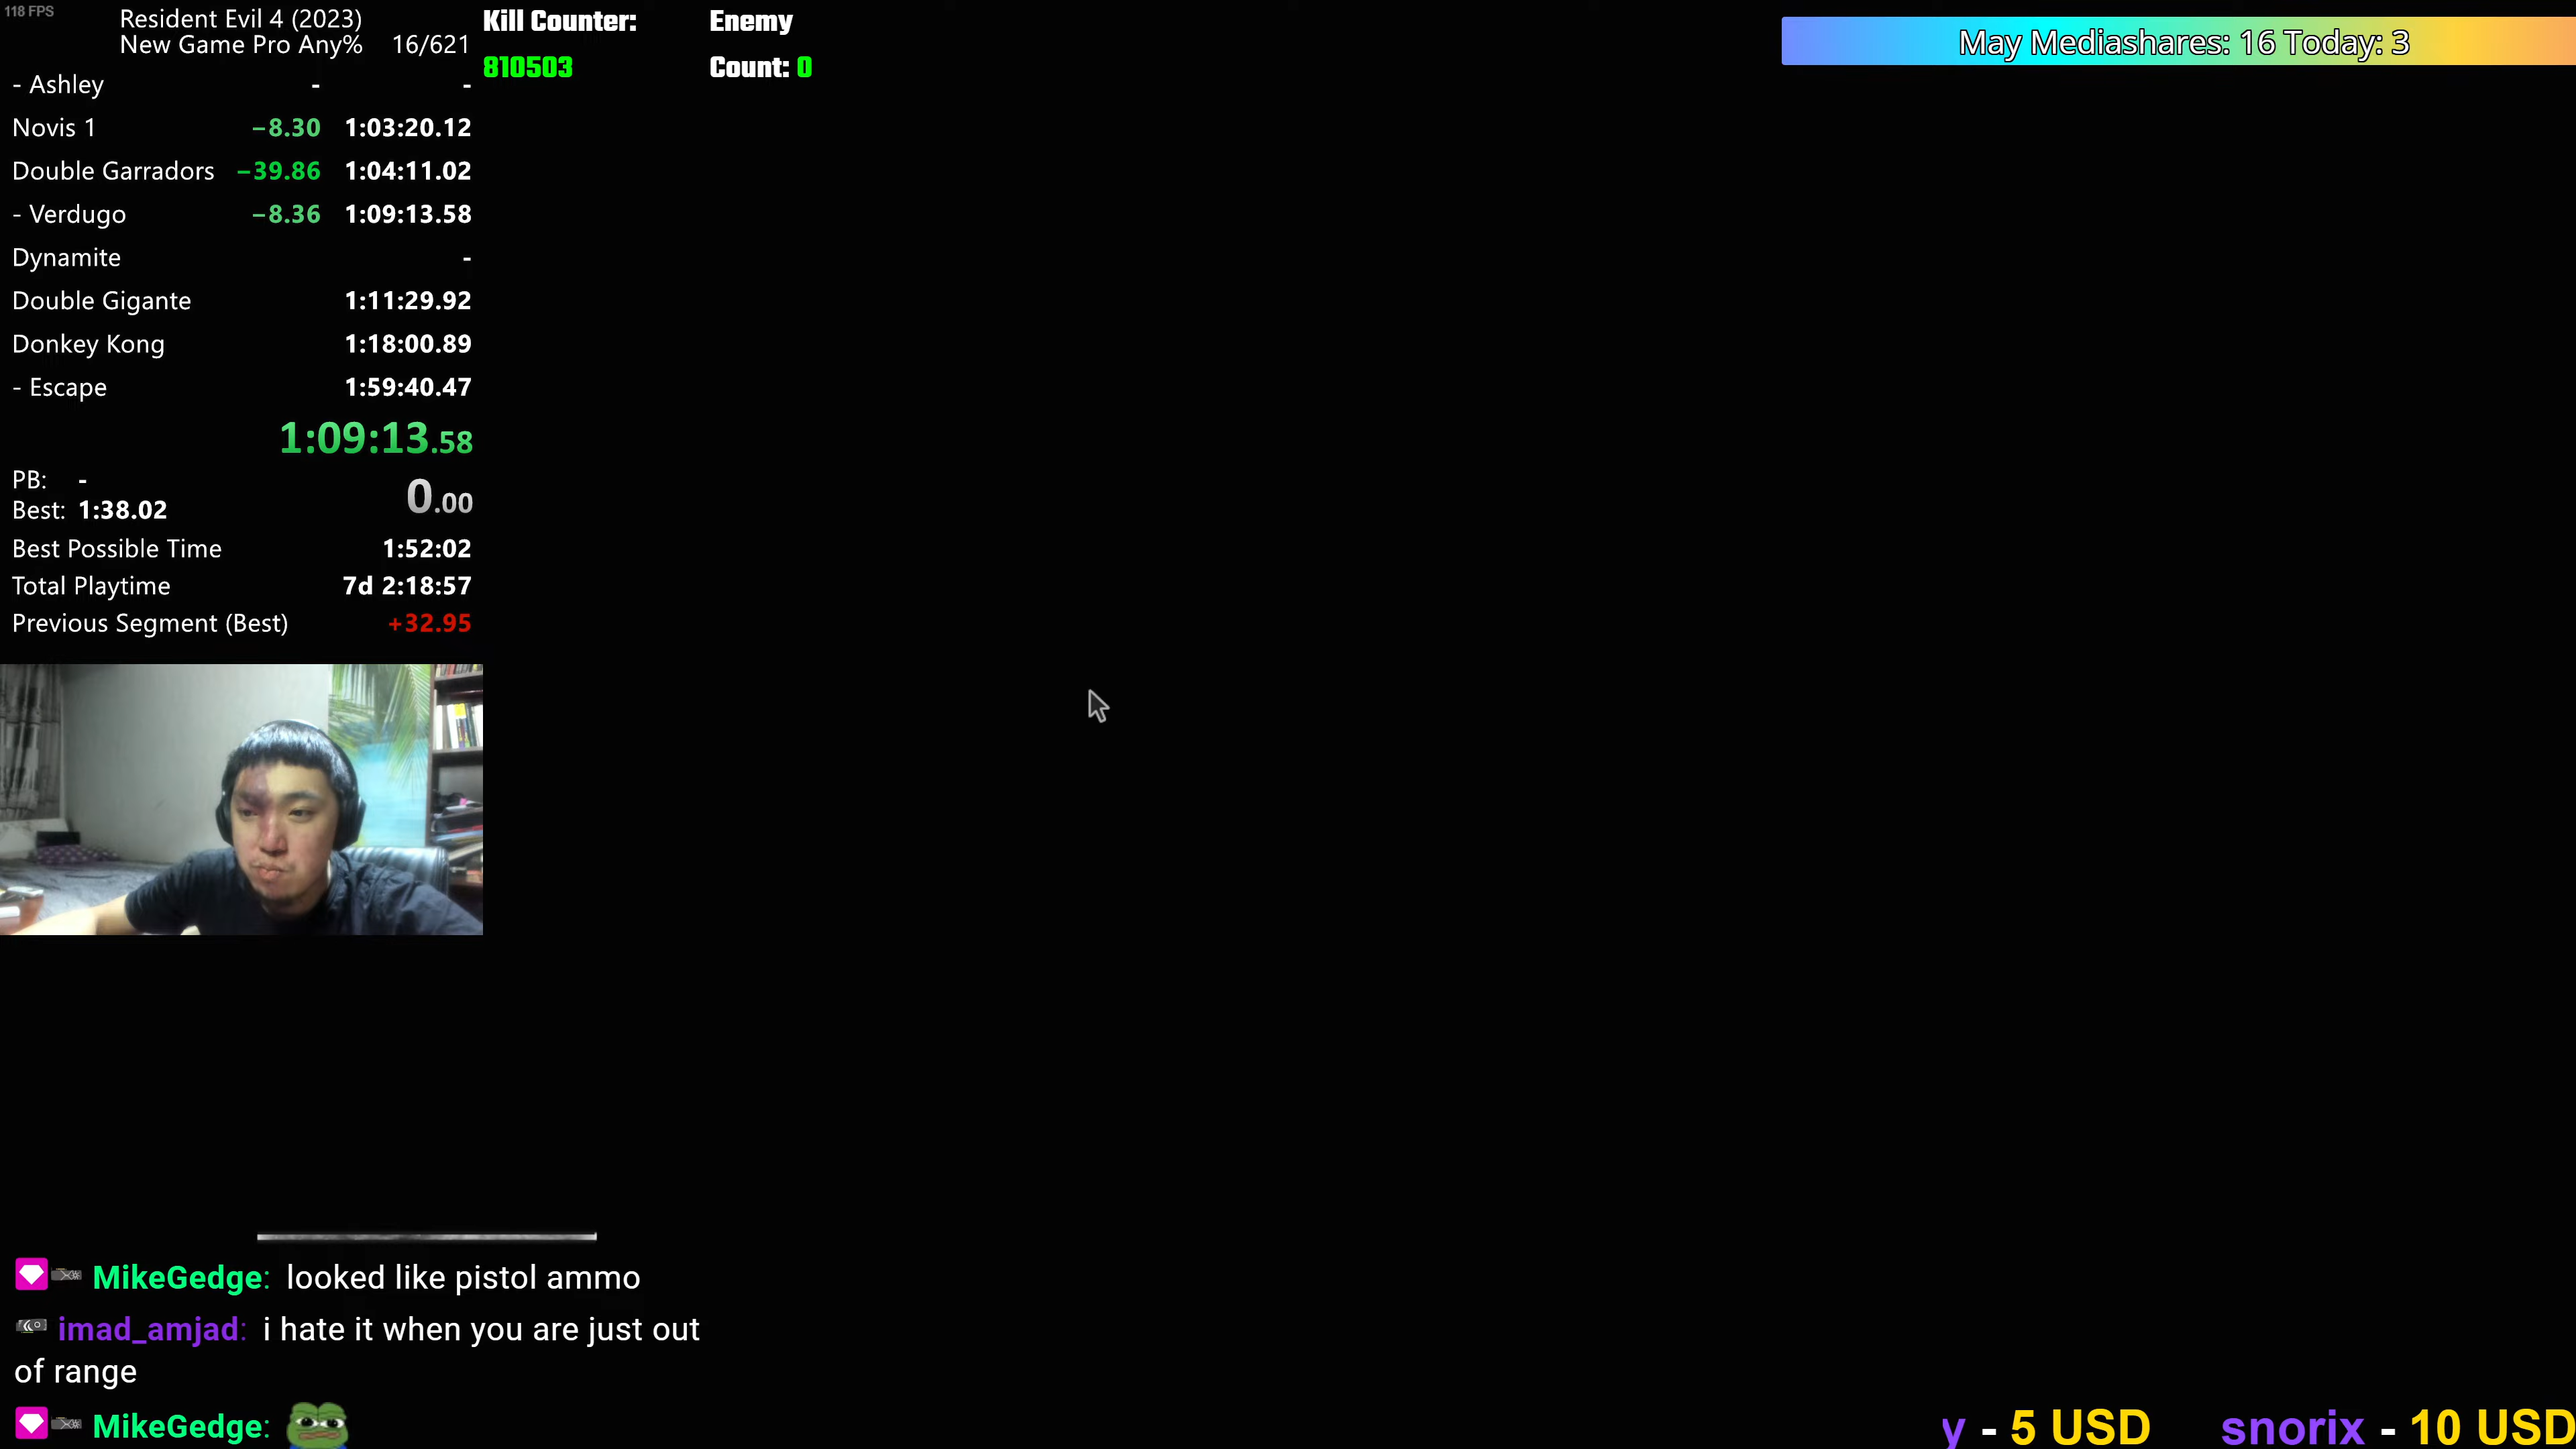 118 FPS
Resident Evil 4 (2023)
New Game Pro Any% 16/621
- Ashley - -
Novis 1 −8.30 1:03:20.12
Double Garradors −39.86 1:04:11.02
- Verdugo −8.36 1:09:13.58
Dynamite -
Double Gigante 1:11:29.92
Donkey Kong 1:18:00.89
- Escape 1:59:40.47
1:09:13.58
PB: -
0.00
Best: 1:38.02
Best Possible Time 1:52:02
Total Playtime 7d 2:18:57
Previous Segment (Best) +32.95
Kill Counter:
810503
Enemy
Count: 0
May Mediashares: 16 Today: 3
MikeGedge: looked like pistol ammo
imad_amjad: i hate it when you are just out
of range
MikeGedge:
y - 5 USD snorix - 10 USD